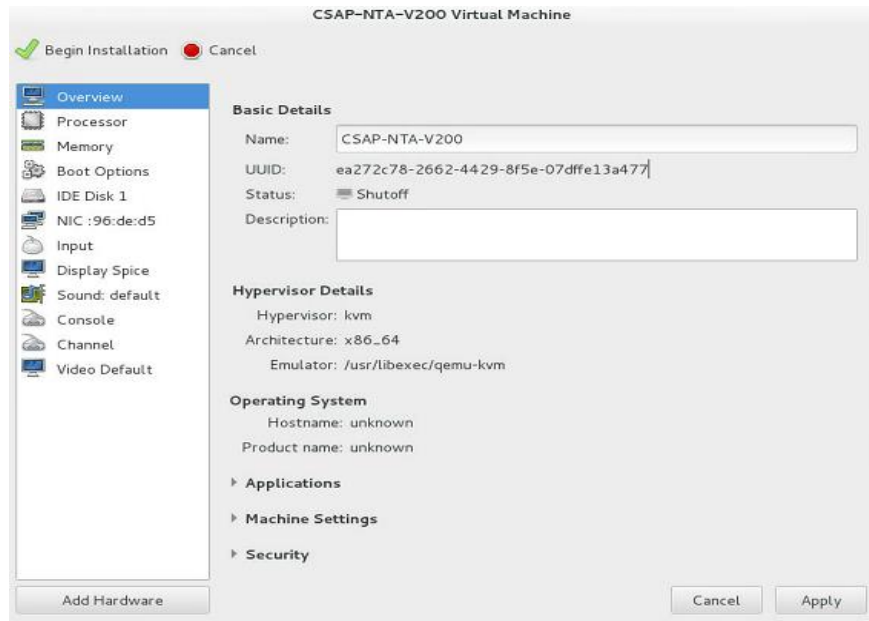 CSAP-NTA-V200 Virtual Machine
Begin Installation Cancel
Overview
Processor
Memory
Boot Options
IDE Disk 1
NIC :96:de:d5
Input
Display Spice
Sound: default
Console
Channel
Video Default
Add Hardware
Basic Details
Name: CSAP-NTA-V200
UUID: ea272c78-2662-4429-8f5e-07dffe13a477
Status: Shutoff
Description:
Hypervisor Details
Hypervisor: kvm
Architecture: x86_64
Emulator: /usr/libexec/qemu-kvm
Operating System
Hostname: unknown
Product name: unknown
Applications
Machine Settings
Security
Cancel Apply